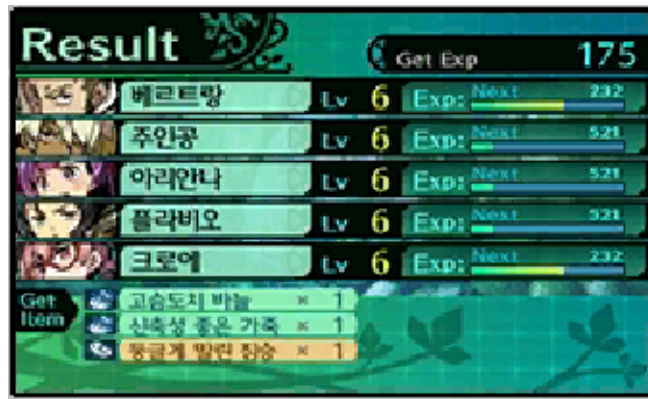 Result
Get Exp 175
베르트랑 Lv 6 Exp: Next 232
주인공 Lv 6 Exp: Next 521
아리안나 Lv 6 Exp: Next 521
플라비오 Lv 6 Exp: Next 521
크로에 Lv 6 Exp: Next 232
Get Item
고슴도치 바늘 × 1
신축성 좋은 가죽 × 1
둥글게 말린 × 1